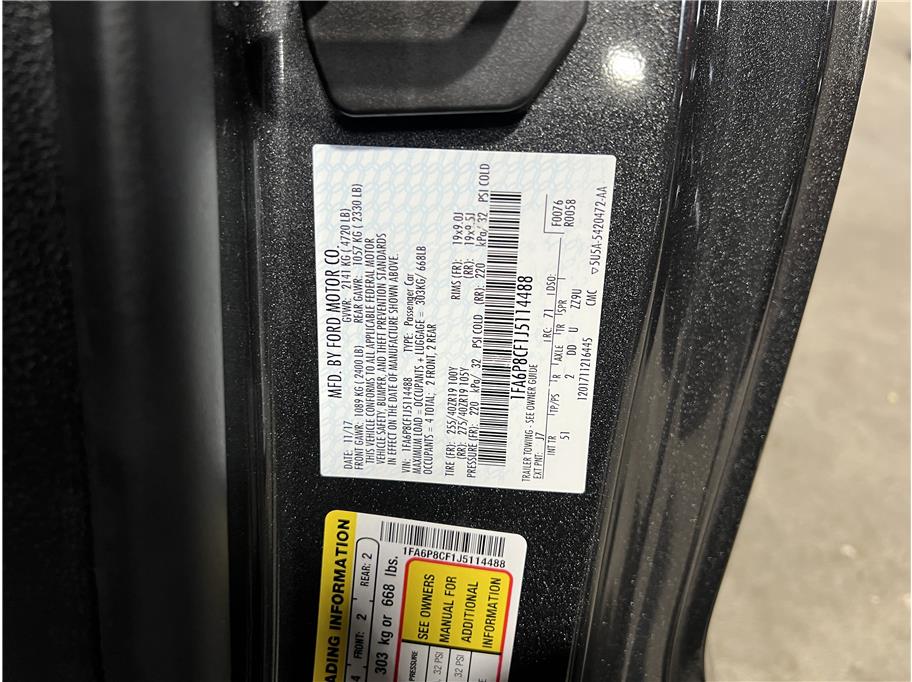 MFD. BY FORD MOTOR CO.
DATE: 11/17 GVWR: 2141 KG ( 4720 LB)
FRONT GAWR: 1089 KG ( 2400 LB) REAR GAWR: 1057 KG ( 2330 LB)
THIS VEHICLE CONFORMS TO ALL APPLICABLE FEDERAL MOTOR
VEHICLE SAFETY, BUMPER, AND THEFT PREVENTION STANDARDS
IN EFFECT ON THE DATE OF MANUFACTURE SHOWN ABOVE.
VIN: 1FA6P8CF1J5114488 TYPE: Passenger Car
MAXIMUM LOAD = OCCUPANTS + LUGGAGE = 303KG/ 668LB
OCCUPANTS = 4 TOTAL; 2 FRONT, 2 REAR
TIRE (FR): 255/40ZR19 100Y RIMS (FR): 19x9.0J
(RR): 275/40ZR19 105Y (RR): 19x9.5J
PRESSURE (FR): 220 kPa/ 32 PSI COLD (RR): 220 kPa/ 32 PSI COLD
1FA6P8CF1J5114488
TRAILER TOWING - SEE OWNER GUIDE
EXT PNT: J7 RC: 71 DSO: F0076
R0058
INT TR TP/PS R AXLE TR SPR
51 2 DD U ZZ9U
1201711216445 CMC ▽5U5A-5420472-AA
1FA6P8CF1J5114488
ADING INFORMATION
4 FRONT: 2 REAR: 2
303 kg or 668 lbs.
PRESSURE
, 32 PSI
, 32 PSI
SEE OWNERS
MANUAL FOR
ADDITIONAL
INFORMATION